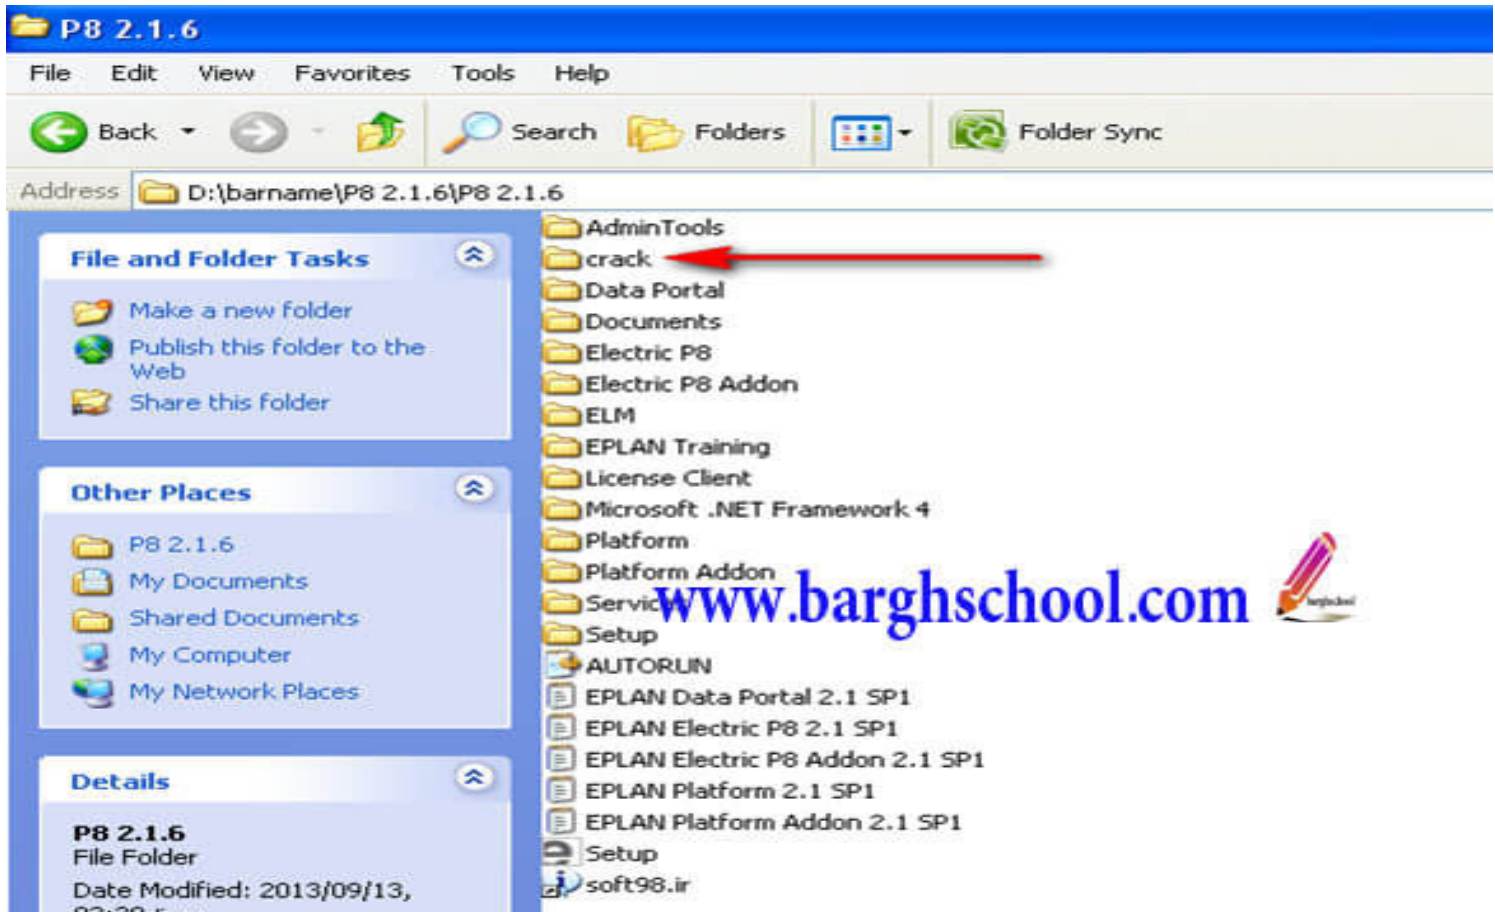 P8 2.1.6
File Edit View Favorites Tools Help
Back Search Folders Folder Sync
Address D:\barname\P8 2.1.6\P8 2.1.6
File and Folder Tasks
Make a new folder
Publish this folder to the
Web
Share this folder
Other Places
P8 2.1.6
My Documents
Shared Documents
My Computer
My Network Places
Details
P8 2.1.6
File Folder
Date Modified: 2013/09/13,
AdminTools
crack
Data Portal
Documents
Electric P8
Electric P8 Addon
ELM
EPLAN Training
License Client
Microsoft .NET Framework 4
Platform
Platform Addon
www.barghschool.com
barghschool
Setup
AUTORUN
EPLAN Data Portal 2.1 SP1
EPLAN Electric P8 2.1 SP1
EPLAN Electric P8 Addon 2.1 SP1
EPLAN Platform 2.1 SP1
EPLAN Platform Addon 2.1 SP1
Setup
soft98.ir